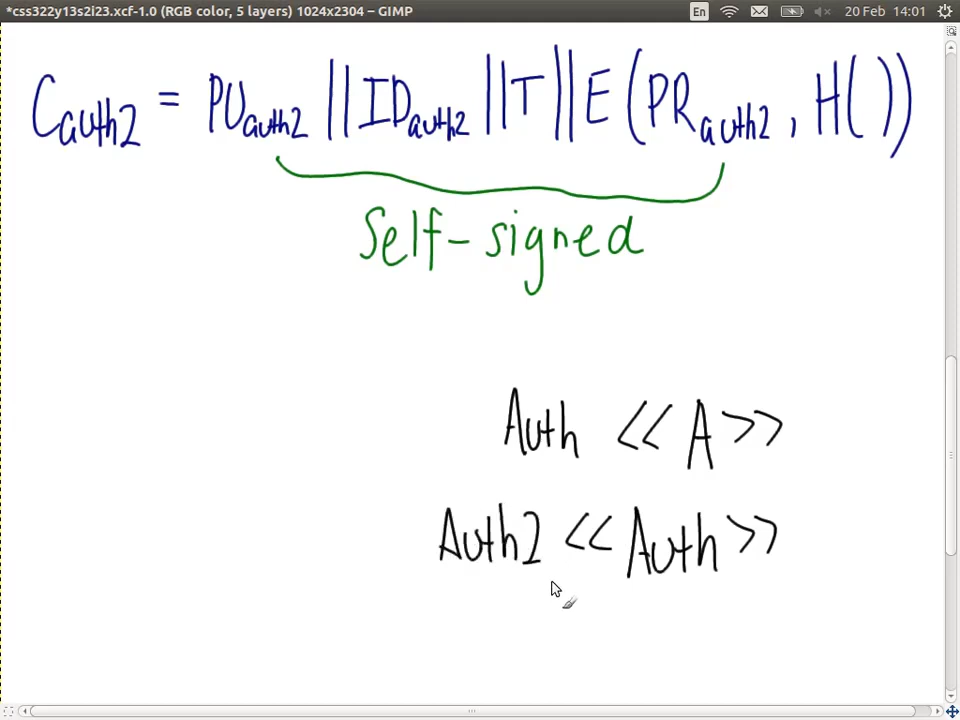 *css322y13s2i23.xcf-1.0 (RGB color, 5 layers) 1024x2304 – GIMP
En
20 Feb 14:01
C_auth2 = PU_auth2 || ID_auth2 || T || E (PR_auth2, H( ))
Self-signed
Auth << A >>
Auth2 << Auth >>